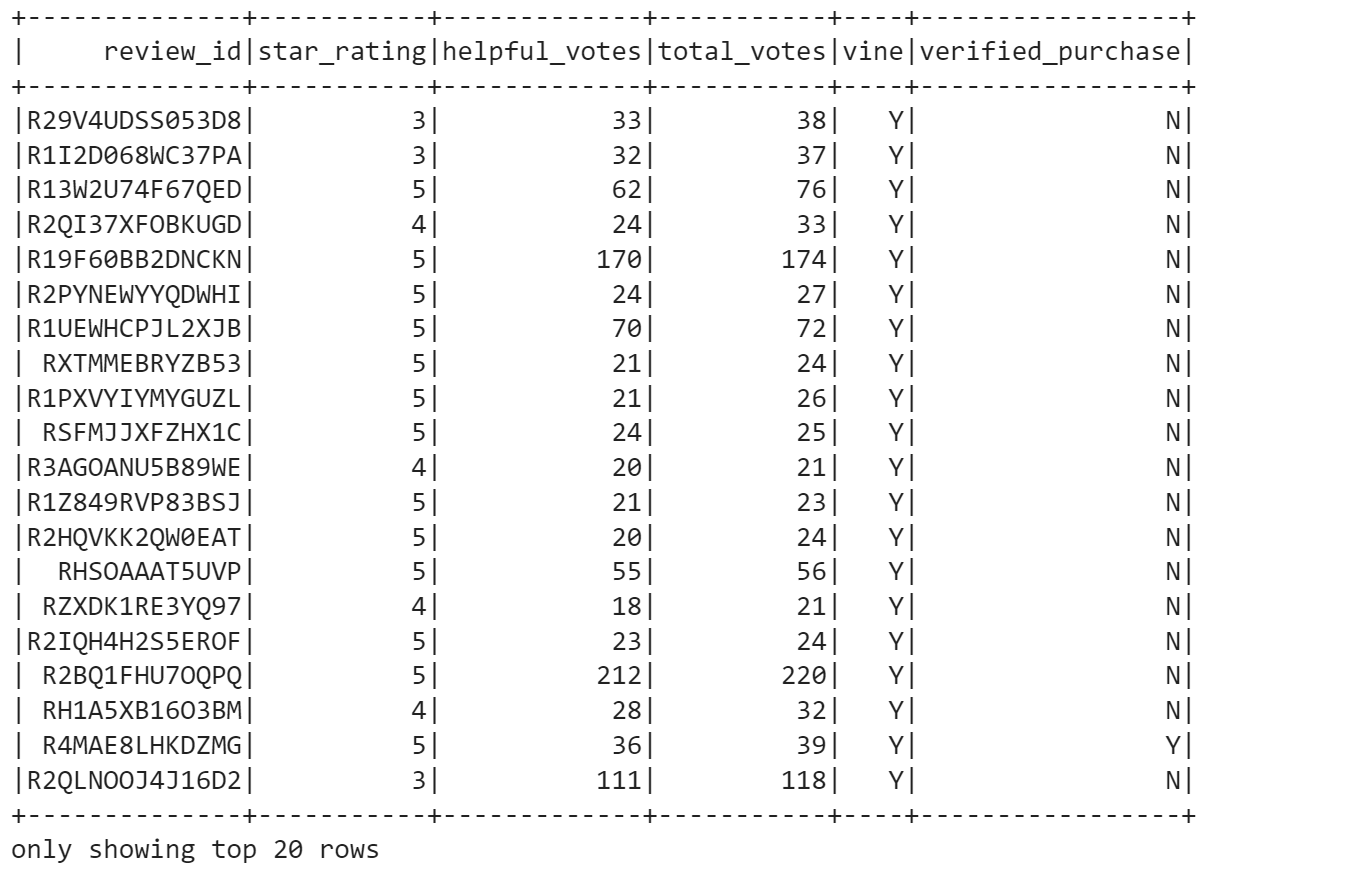 +--------------+-----------+-------------+-----------+----+-----------------+
|     review_id|star_rating|helpful_votes|total_votes|vine|verified_purchase|
+--------------+-----------+-------------+-----------+----+-----------------+
|R29V4UDSS053D8|          3|           33|         38|   Y|                N|
|R1I2D068WC37PA|          3|           32|         37|   Y|                N|
|R13W2U74F67QED|          5|           62|         76|   Y|                N|
|R2QI37XFOBKUGD|          4|           24|         33|   Y|                N|
|R19F60BB2DNCKN|          5|          170|        174|   Y|                N|
|R2PYNEWYYQDWHI|          5|           24|         27|   Y|                N|
|R1UEWHCPJL2XJB|          5|           70|         72|   Y|                N|
| RXTMMEBRYZB53|          5|           21|         24|   Y|                N|
|R1PXVYIYMYGUZL|          5|           21|         26|   Y|                N|
| RSFMJJXFZHX1C|          5|           24|         25|   Y|                N|
|R3AGOANU5B89WE|          4|           20|         21|   Y|                N|
|R1Z849RVP83BSJ|          5|           21|         23|   Y|                N|
|R2HQVKK2QW0EAT|          5|           20|         24|   Y|                N|
|  RHSOAAAT5UVP|          5|           55|         56|   Y|                N|
| RZXDK1RE3YQ97|          4|           18|         21|   Y|                N|
|R2IQH4H2S5EROF|          5|           23|         24|   Y|                N|
| R2BQ1FHU7OQPQ|          5|          212|        220|   Y|                N|
| RH1A5XB16O3BM|          4|           28|         32|   Y|                N|
| R4MAE8LHKDZMG|          5|           36|         39|   Y|                Y|
|R2QLNOOJ4J16D2|          3|          111|        118|   Y|                N|
+--------------+-----------+-------------+-----------+----+-----------------+
only showing top 20 rows